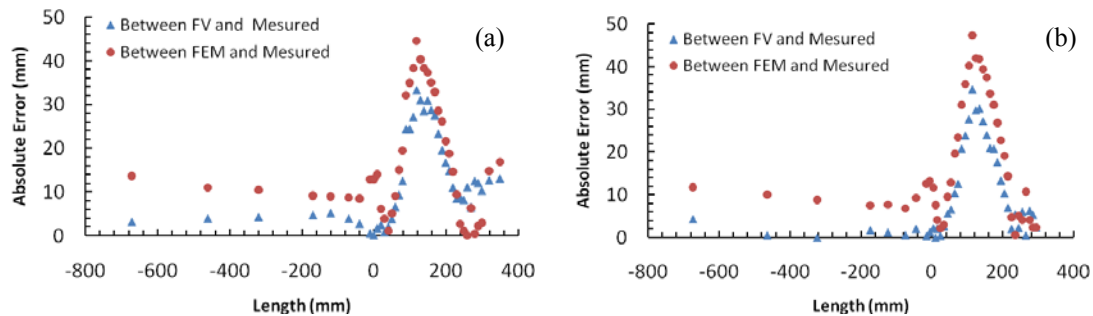 50
40
30
20
10
0
Absolute Error (mm)
Between FV and Mesured
Between FEM and Mesured
(a)
-800 -600 -400 -200 0 200 400
Length (mm)
50
40
30
20
10
0
Absolute Error (mm)
Between FV and Mesured
Between FEM and Mesured
(b)
-800 -600 -400 -200 0 200 400
Length (mm)